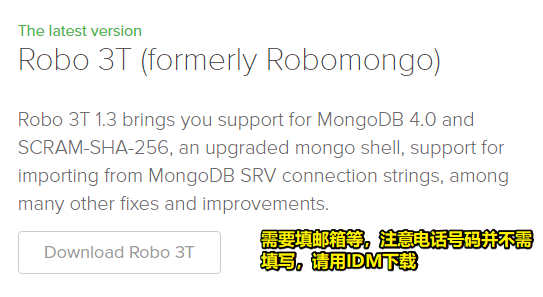 The latest version
Robo 3T (formerly Robomongo)
Robo 3T 1.3 brings you support for MongoDB 4.0 and
SCRAM-SHA-256, an upgraded mongo shell, support for
importing from MongoDB SRV connection strings, among
many other fixes and improvements.
Download Robo 3T
需要填邮箱等，注意电话号码并不需
填写，请用IDM下载